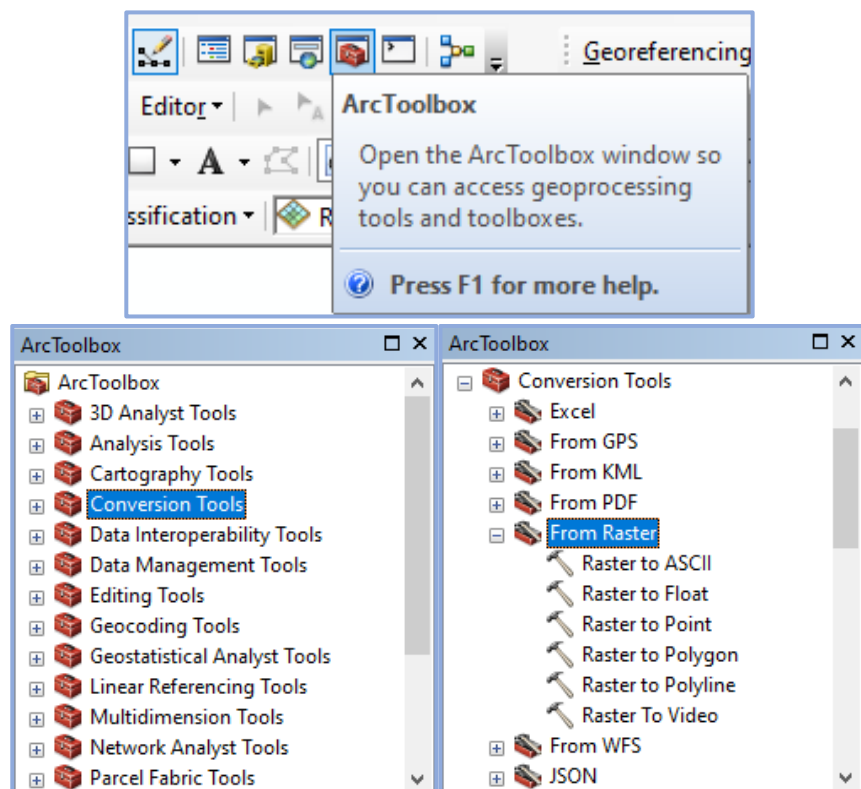 Georeferencing
Editor
ArcToolbox
Open the ArcToolbox window so
you can access geoprocessing
tools and toolboxes.
A
ssification
R
Press F1 for more help.
ArcToolbox
ArcToolbox
3D Analyst Tools
Analysis Tools
Cartography Tools
Conversion Tools
Data Interoperability Tools
Data Management Tools
Editing Tools
Geocoding Tools
Geostatistical Analyst Tools
Linear Referencing Tools
Multidimension Tools
Network Analyst Tools
Parcel Fabric Tools
ArcToolbox
Conversion Tools
Excel
From GPS
From KML
From PDF
From Raster
Raster to ASCII
Raster to Float
Raster to Point
Raster to Polygon
Raster to Polyline
Raster To Video
From WFS
JSON